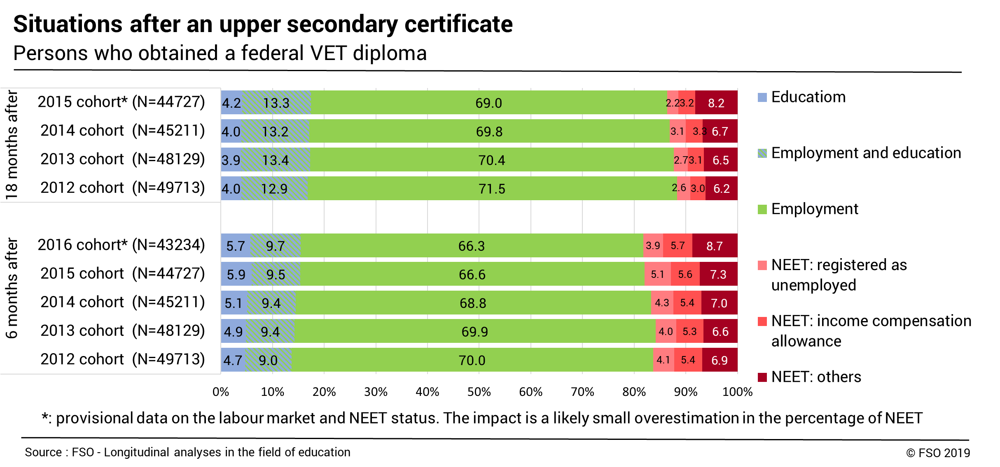 Situations after an upper secondary certificate
Persons who obtained a federal VET diploma
18 months after
2015 cohort* (N=44727) 4.2 13.3 69.0 2.2 3.2 8.2
2014 cohort (N=45211) 4.0 13.2 69.8 3.1 3.3 6.7
2013 cohort (N=48129) 3.9 13.4 70.4 2.7 3.1 6.5
2012 cohort (N=49713) 4.0 12.9 71.5 2.6 3.0 6.2
6 months after
2016 cohort* (N=43234) 5.7 9.7 66.3 3.9 5.7 8.7
2015 cohort (N=44727) 5.9 9.5 66.6 5.1 5.6 7.3
2014 cohort (N=45211) 5.1 9.4 68.8 4.3 5.4 7.0
2013 cohort (N=48129) 4.9 9.4 69.9 4.0 5.3 6.6
2012 cohort (N=49713) 4.7 9.0 70.0 4.1 5.4 6.9
0% 10% 20% 30% 40% 50% 60% 70% 80% 90% 100%
Educatiom
Employment and education
Employment
NEET: registered as
unemployed
NEET: income compensation
allowance
NEET: others
*: provisional data on the labour market and NEET status. The impact is a likely small overestimation in the percentage of NEET
Source : FSO - Longitudinal analyses in the field of education
© FSO 2019